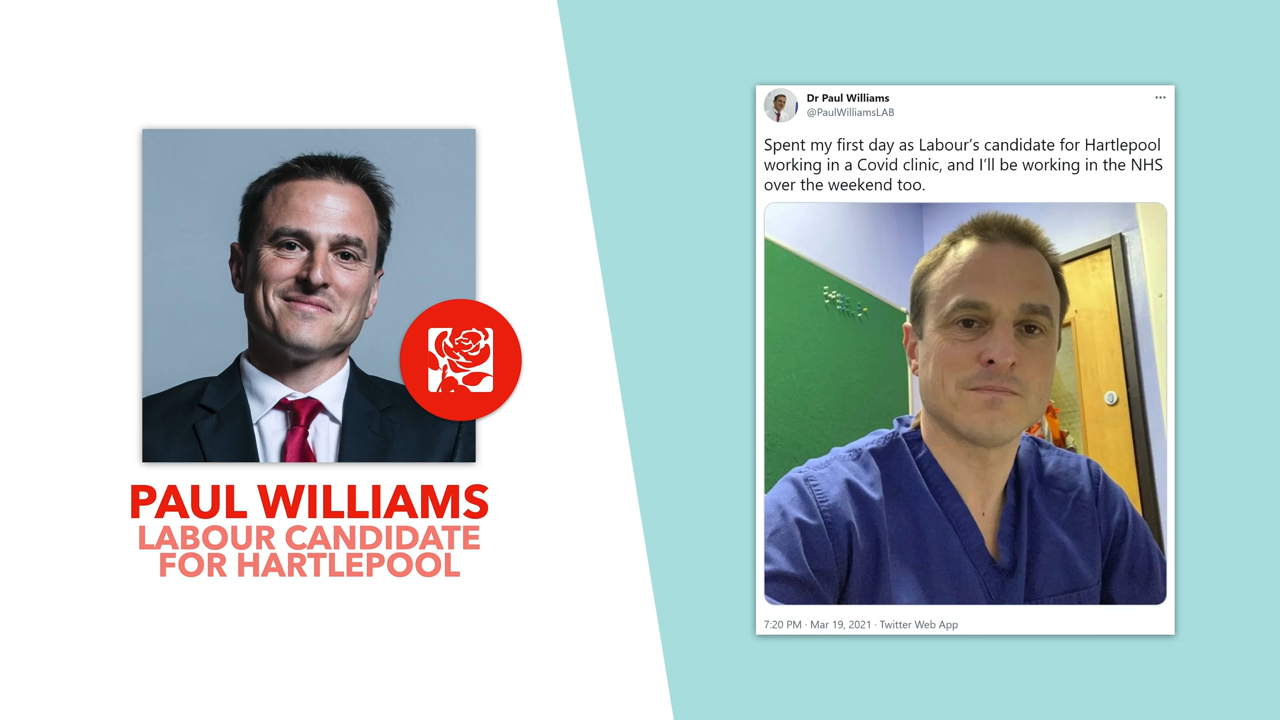 PAUL WILLIAMS
LABOUR CANDIDATE
FOR HARTLEPOOL
Dr Paul Williams
@PaulWilliamsLAB
Spent my first day as Labour’s candidate for Hartlepool
working in a Covid clinic, and I’ll be working in the NHS
over the weekend too.
7:20 PM · Mar 19, 2021 · Twitter Web App